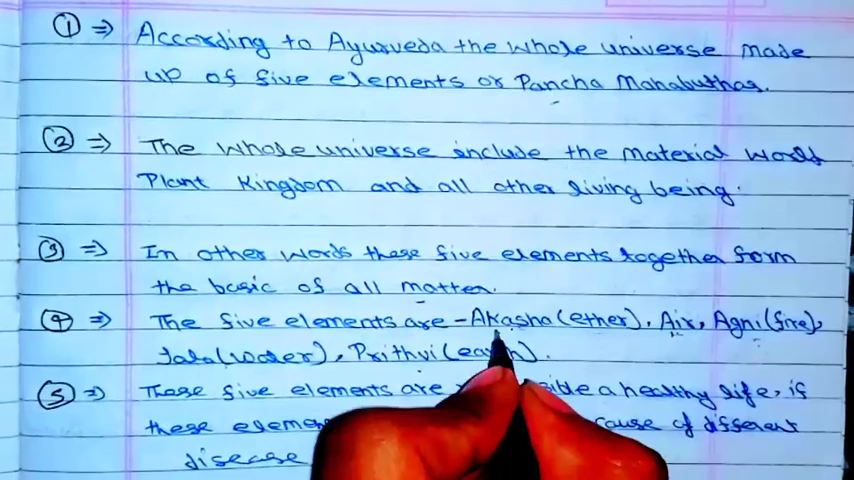 ① ⇒ According to Ayurveda the whole universe made
up of five elements or Pancha Mahabuthas.
② ⇒ The whole universe include the material world
Plant Kingdom and all other living being.
③ ⇒ In other words these five elements together form
the basic of all matter.
④ ⇒ The five elements are - Akasha (ether), Air, Agni (fire),
Jala (water), Prithvi (earth).
⑤ ⇒ These five elements are a healthy life, if
these cause of different
disease